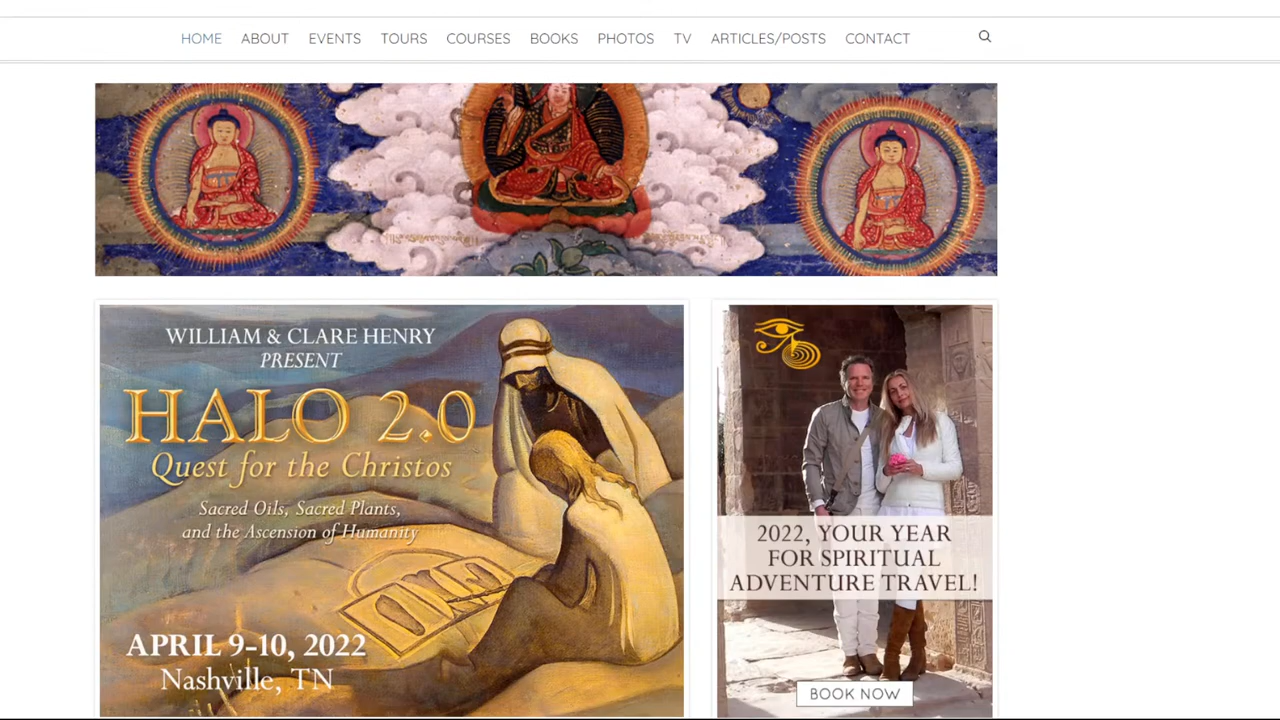 HOME ABOUT EVENTS TOURS COURSES BOOKS PHOTOS TV ARTICLES/POSTS CONTACT
WILLIAM & CLARE HENRY
PRESENT
HALO 2.0
Quest for the Christos
Sacred Oils, Sacred Plants,
and the Ascension of Humanity
APRIL 9-10, 2022
Nashville, TN
2022, YOUR YEAR
FOR SPIRITUAL
ADVENTURE TRAVEL!
BOOK NOW